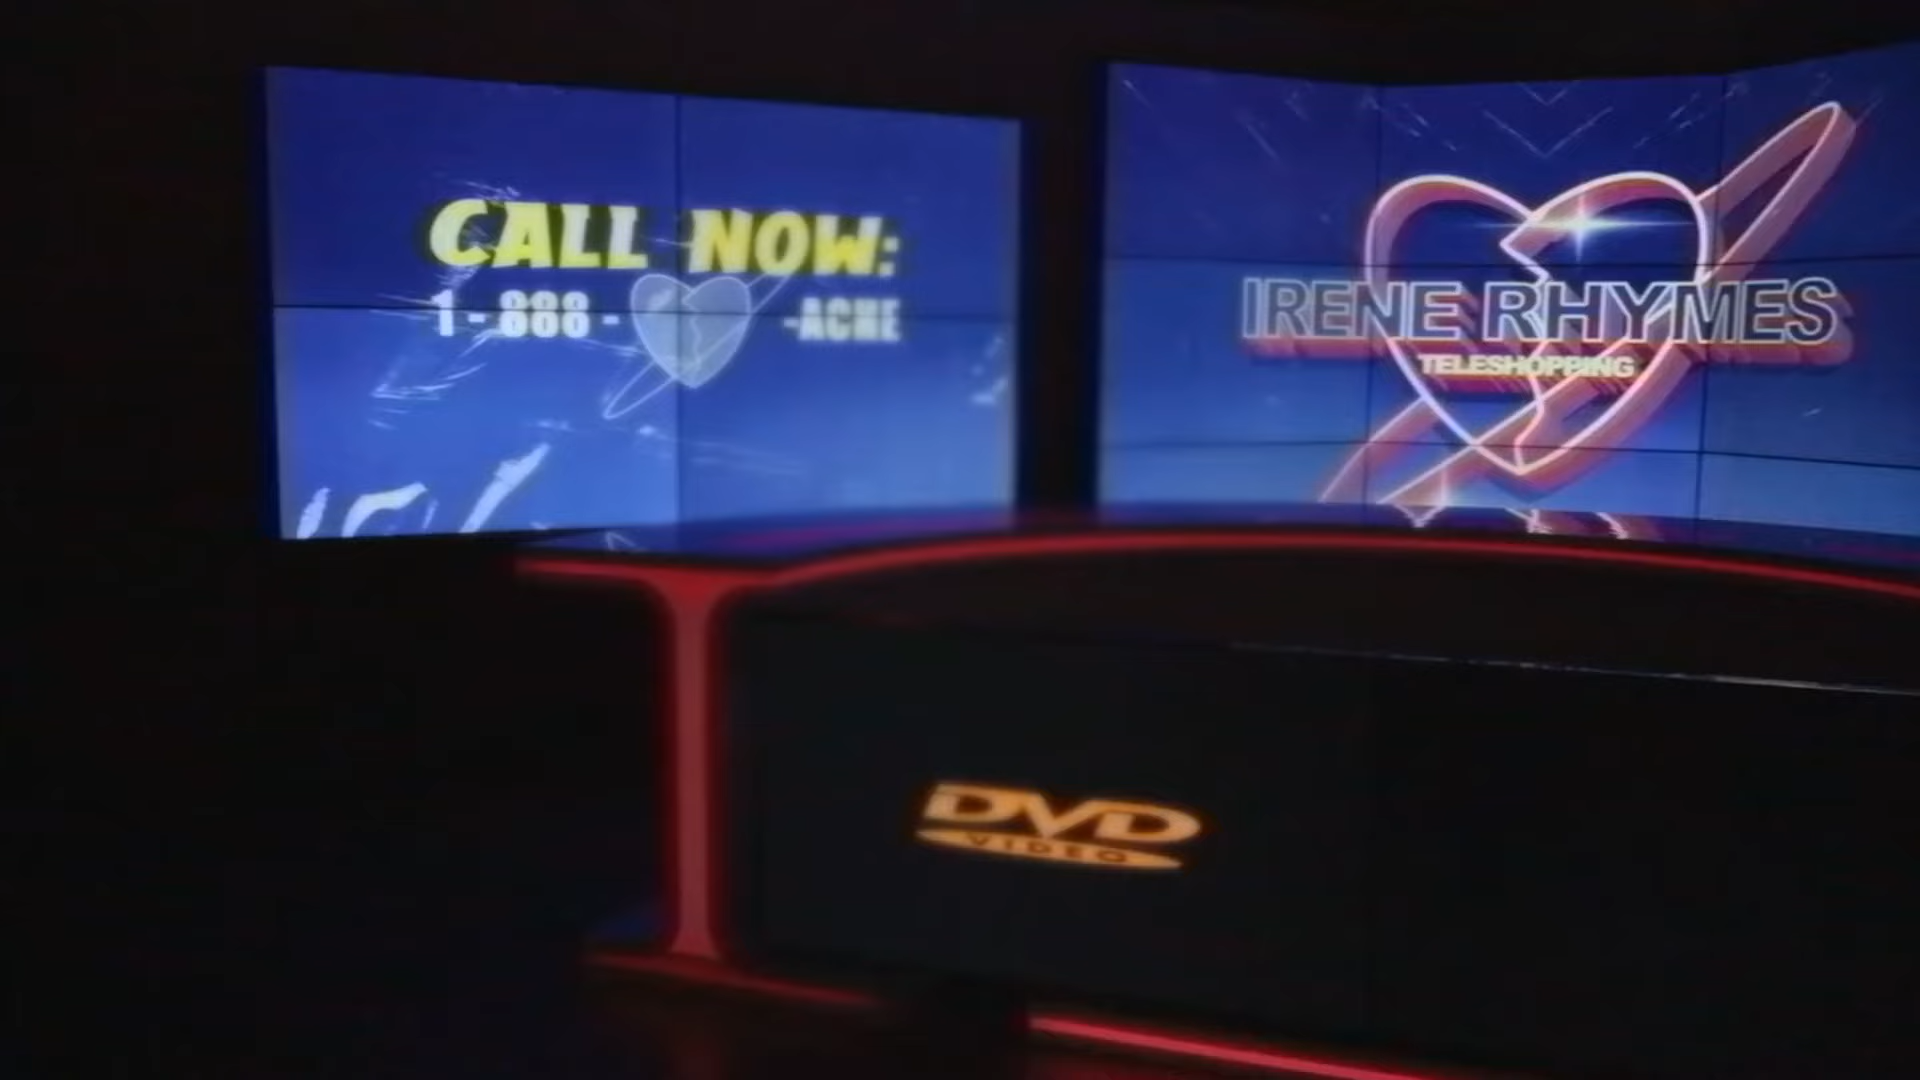 CALL NOW:
1-888- -ACHE
IRENE RHYMES
TELESHOPPING
DVD
VIDEO